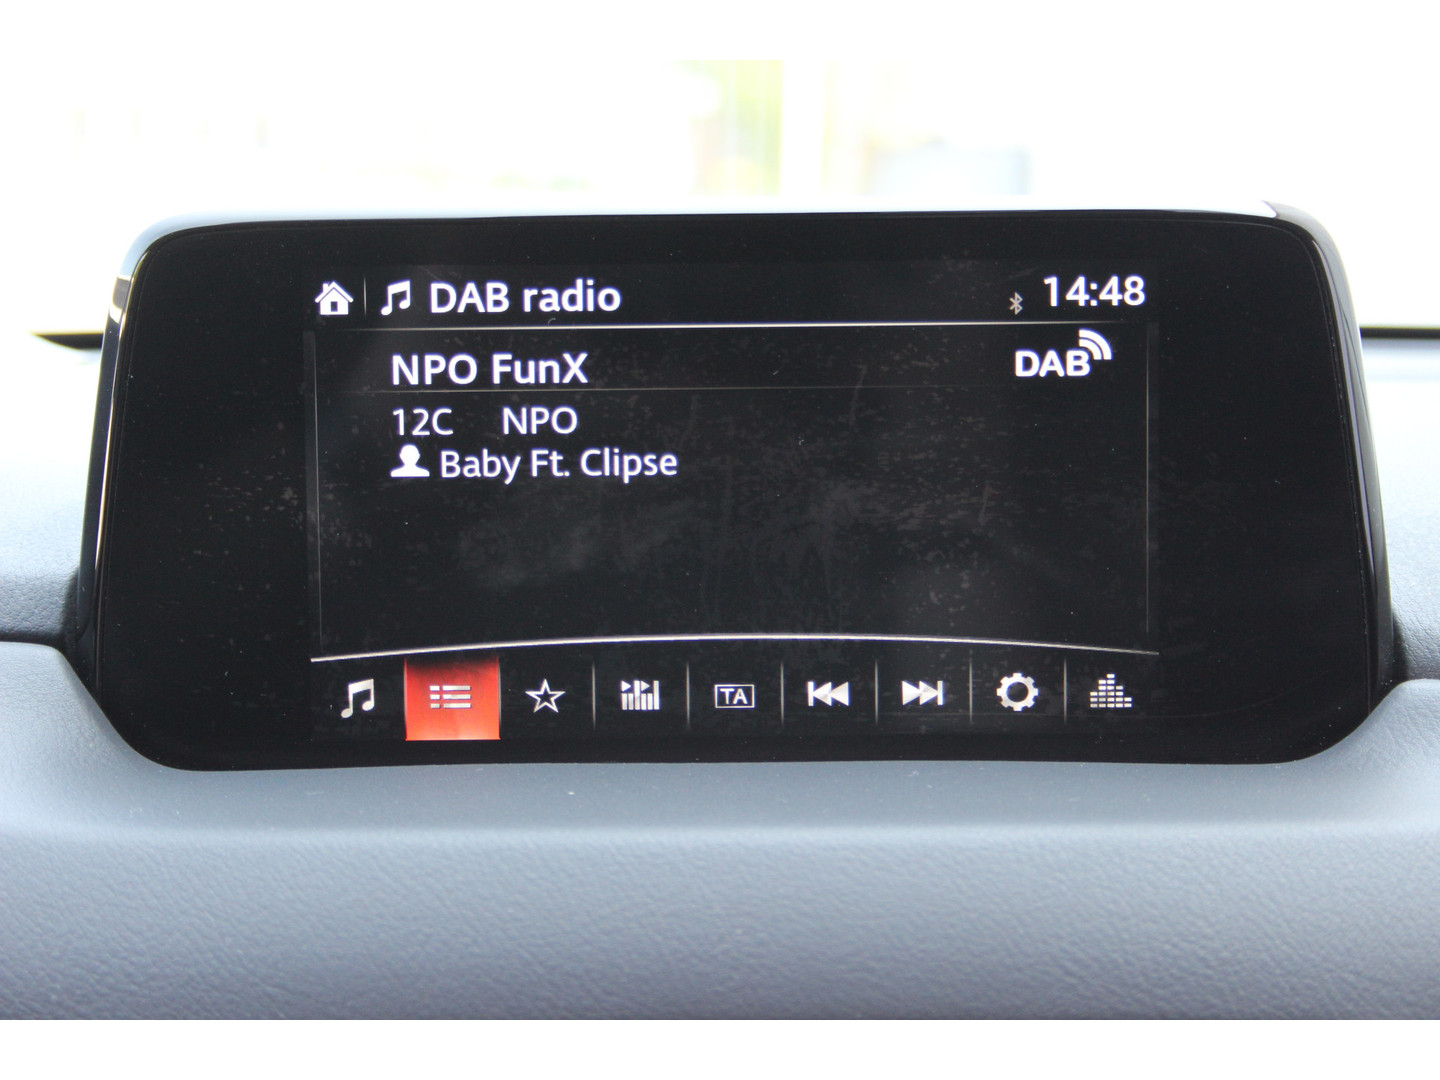 DAB radio 14:48
NPO FunX DAB
12C NPO
Baby Ft. Clipse
TA